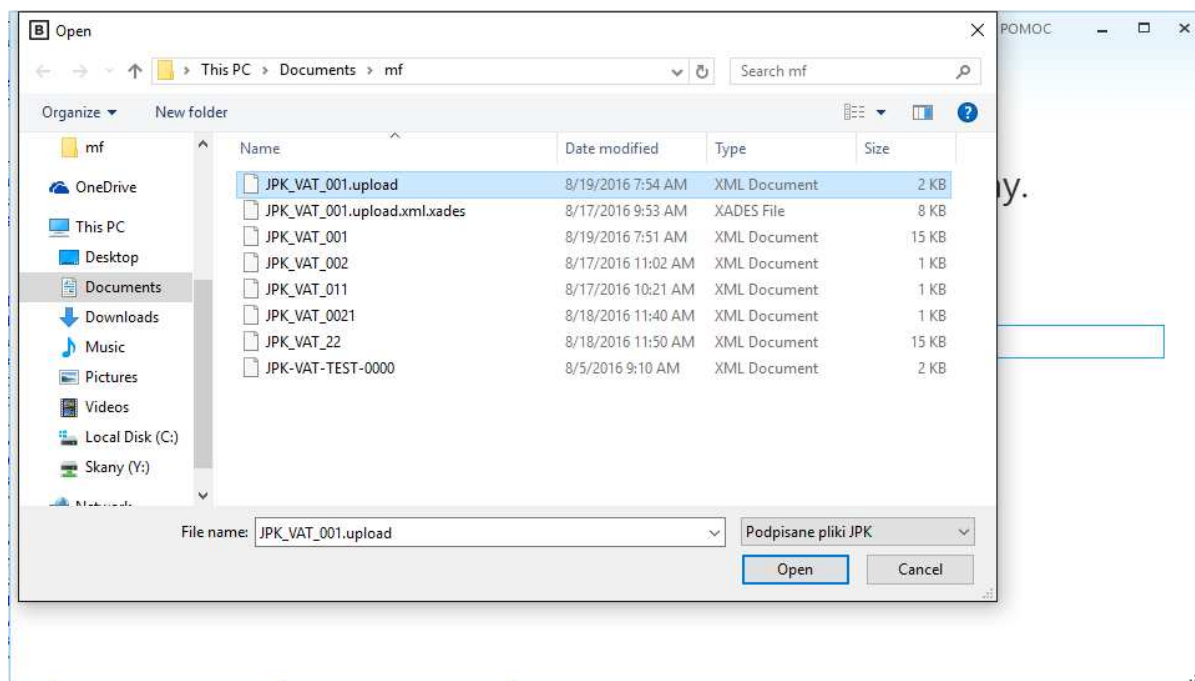 B Open
POMOC
This PC > Documents > mf
Search mf
Organize
New folder
Name Date modified Type Size
mf
OneDrive
This PC
Desktop
Documents
Downloads
Music
Pictures
Videos
Local Disk (C:)
Skany (Y:)
Network
JPK_VAT_001.upload 8/19/2016 7:54 AM XML Document 2 KB
JPK_VAT_001.upload.xml.xades 8/17/2016 9:53 AM XADES File 8 KB
JPK_VAT_001 8/19/2016 7:51 AM XML Document 15 KB
JPK_VAT_002 8/17/2016 11:02 AM XML Document 1 KB
JPK_VAT_011 8/17/2016 10:21 AM XML Document 1 KB
JPK_VAT_0021 8/18/2016 11:40 AM XML Document 1 KB
JPK_VAT_22 8/18/2016 11:50 AM XML Document 15 KB
JPK-VAT-TEST-0000 8/5/2016 9:10 AM XML Document 2 KB
ny.
File name: JPK_VAT_001.upload
Podpisane pliki JPK
Open
Cancel